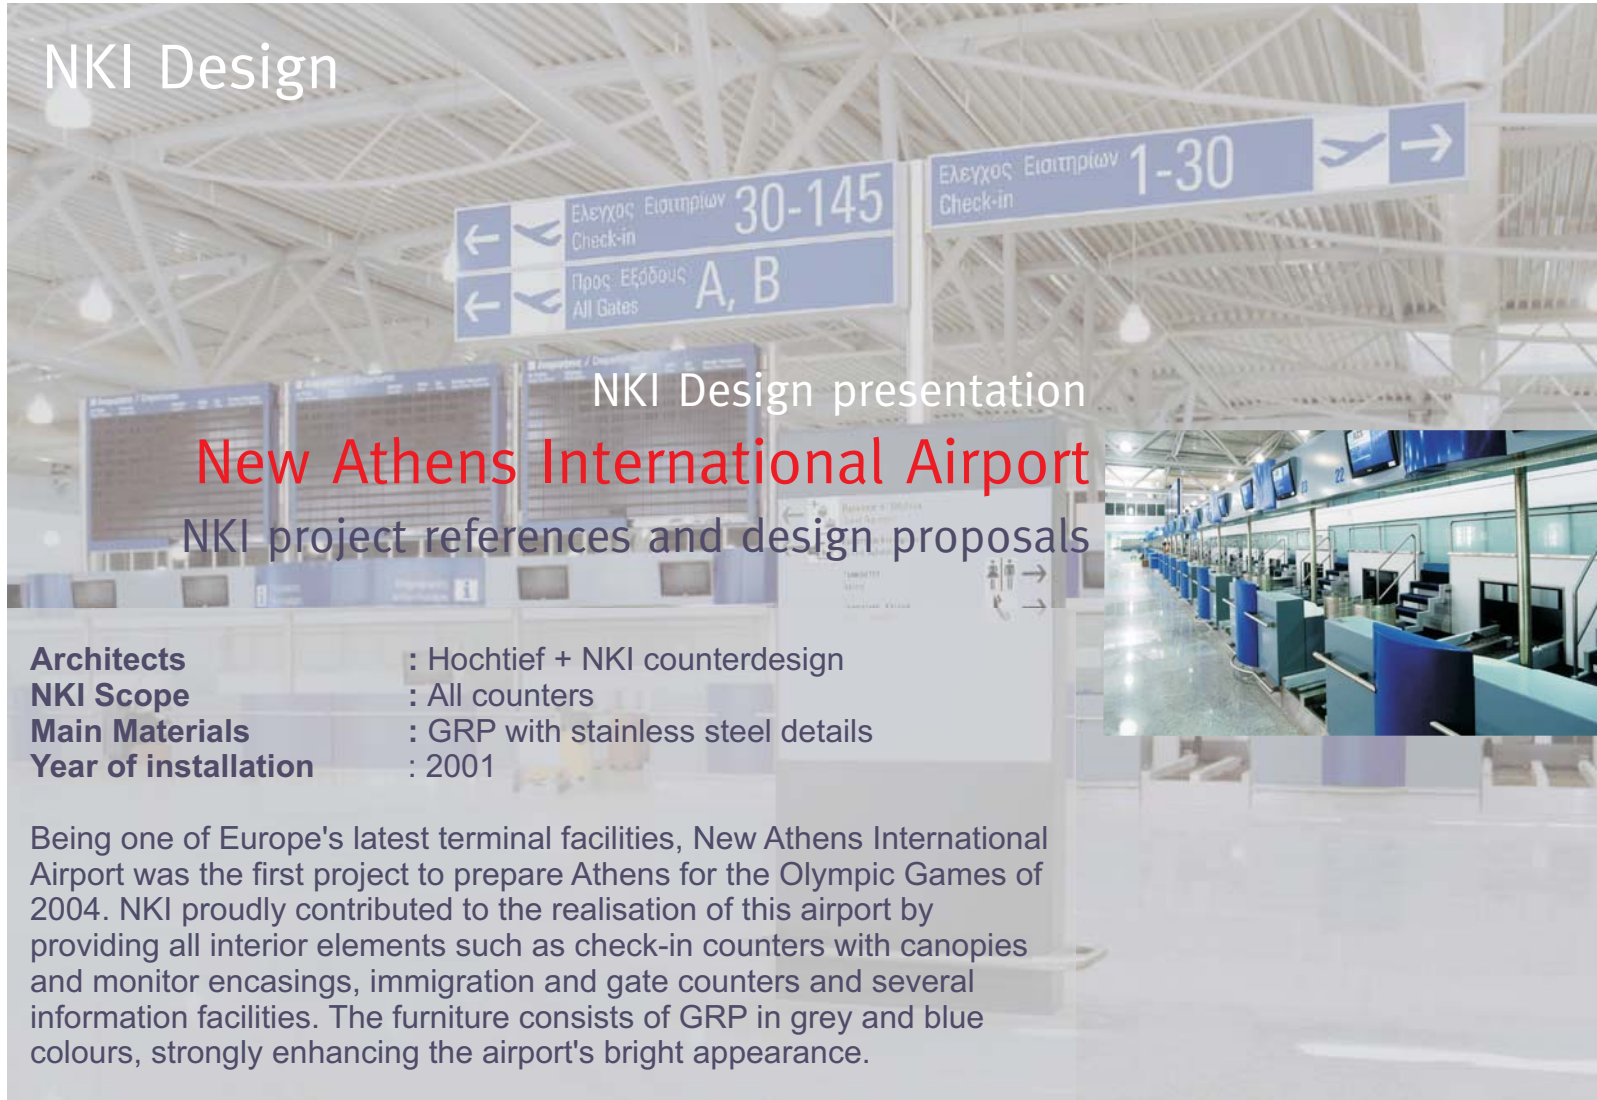 NKI Design
Ελεγχος Εισιτηρίων 1-30
Check-in
Ελεγχος Εισιτηρίων 30-145
Check-in
Προς Εξόδους A, B
All Gates
NKI Design presentation
New Athens International Airport
NKI project references and design proposals
22
Architects : Hochtief + NKI counterdesign
NKI Scope : All counters
Main Materials : GRP with stainless steel details
Year of installation : 2001
Being one of Europe's latest terminal facilities, New Athens International
Airport was the first project to prepare Athens for the Olympic Games of
2004. NKI proudly contributed to the realisation of this airport by
providing all interior elements such as check-in counters with canopies
and monitor encasings, immigration and gate counters and several
information facilities. The furniture consists of GRP in grey and blue
colours, strongly enhancing the airport's bright appearance.